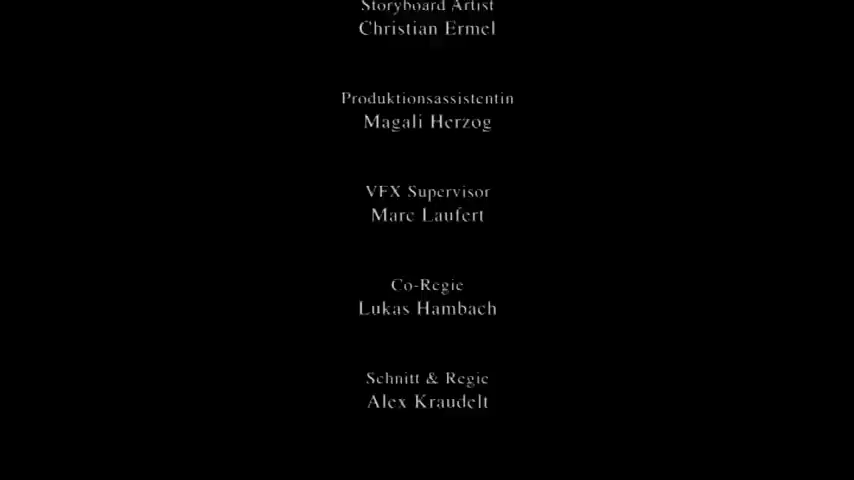 Storyboard Artist
Christian Ermel
Produktionsassistentin
Magali Herzog
VFX Supervisor
Marc Laufert
Co-Regie
Lukas Hambach
Schnitt & Regie
Alex Kraudelt